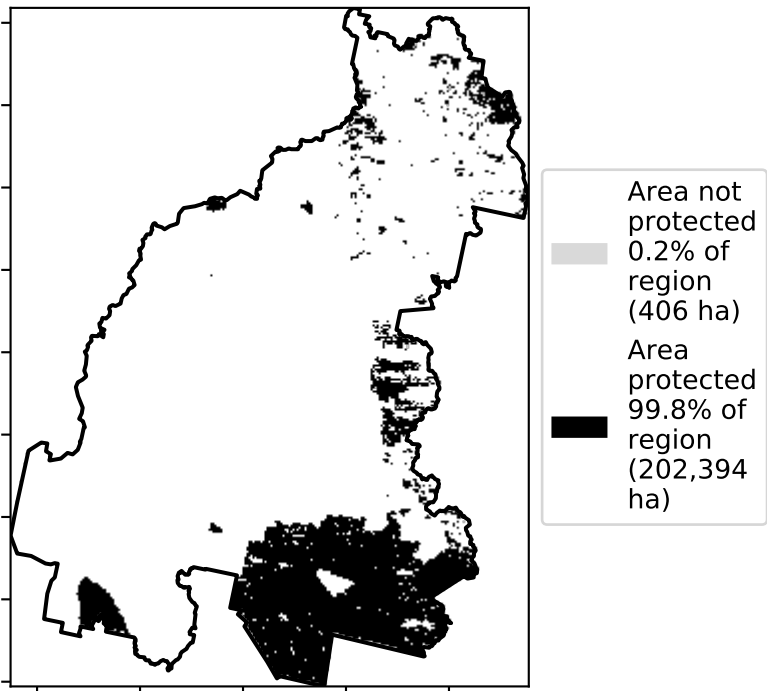 Area not
protected
0.2% of
region
(406 ha)
Area
protected
99.8% of
region
(202,394
ha)